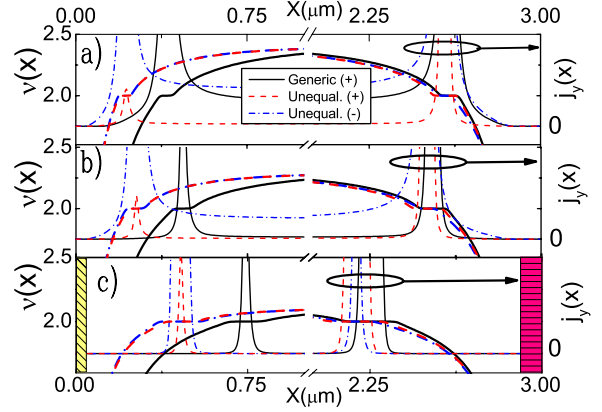 X(μm)
0.00 0.75 2.25 3.00
a)
2.5
2.0
ν(x)
j_y(x)
0
Generic (+)
Unequal. (+)
Unequal. (-)
b)
2.5
2.0
ν(x)
j_y(x)
0
c)
2.5
2.0
ν(x)
j_y(x)
0
0.00 0.75 2.25 3.00
X(μm)